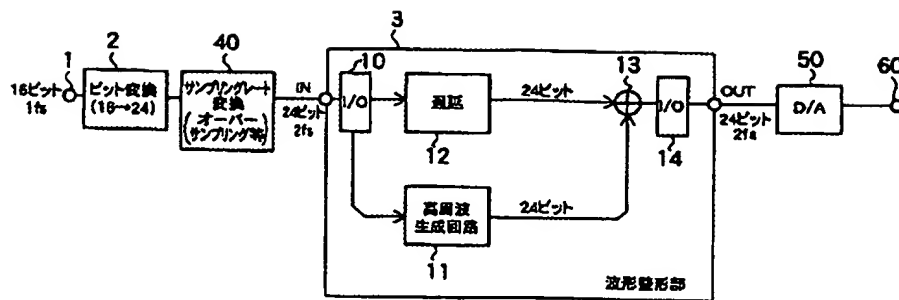 3
2
40
10
13
50
60
1
16ビット
1fs
ビット変換
(16→24)
サンプリングレート
変換
(オーバー
サンプリング等)
IN
24ビット
2fs
I/O
遅延
24ビット
I/O
OUT
24ビット
2fs
D/A
12
14
高周波
生成回路
24ビット
11
波形整形部